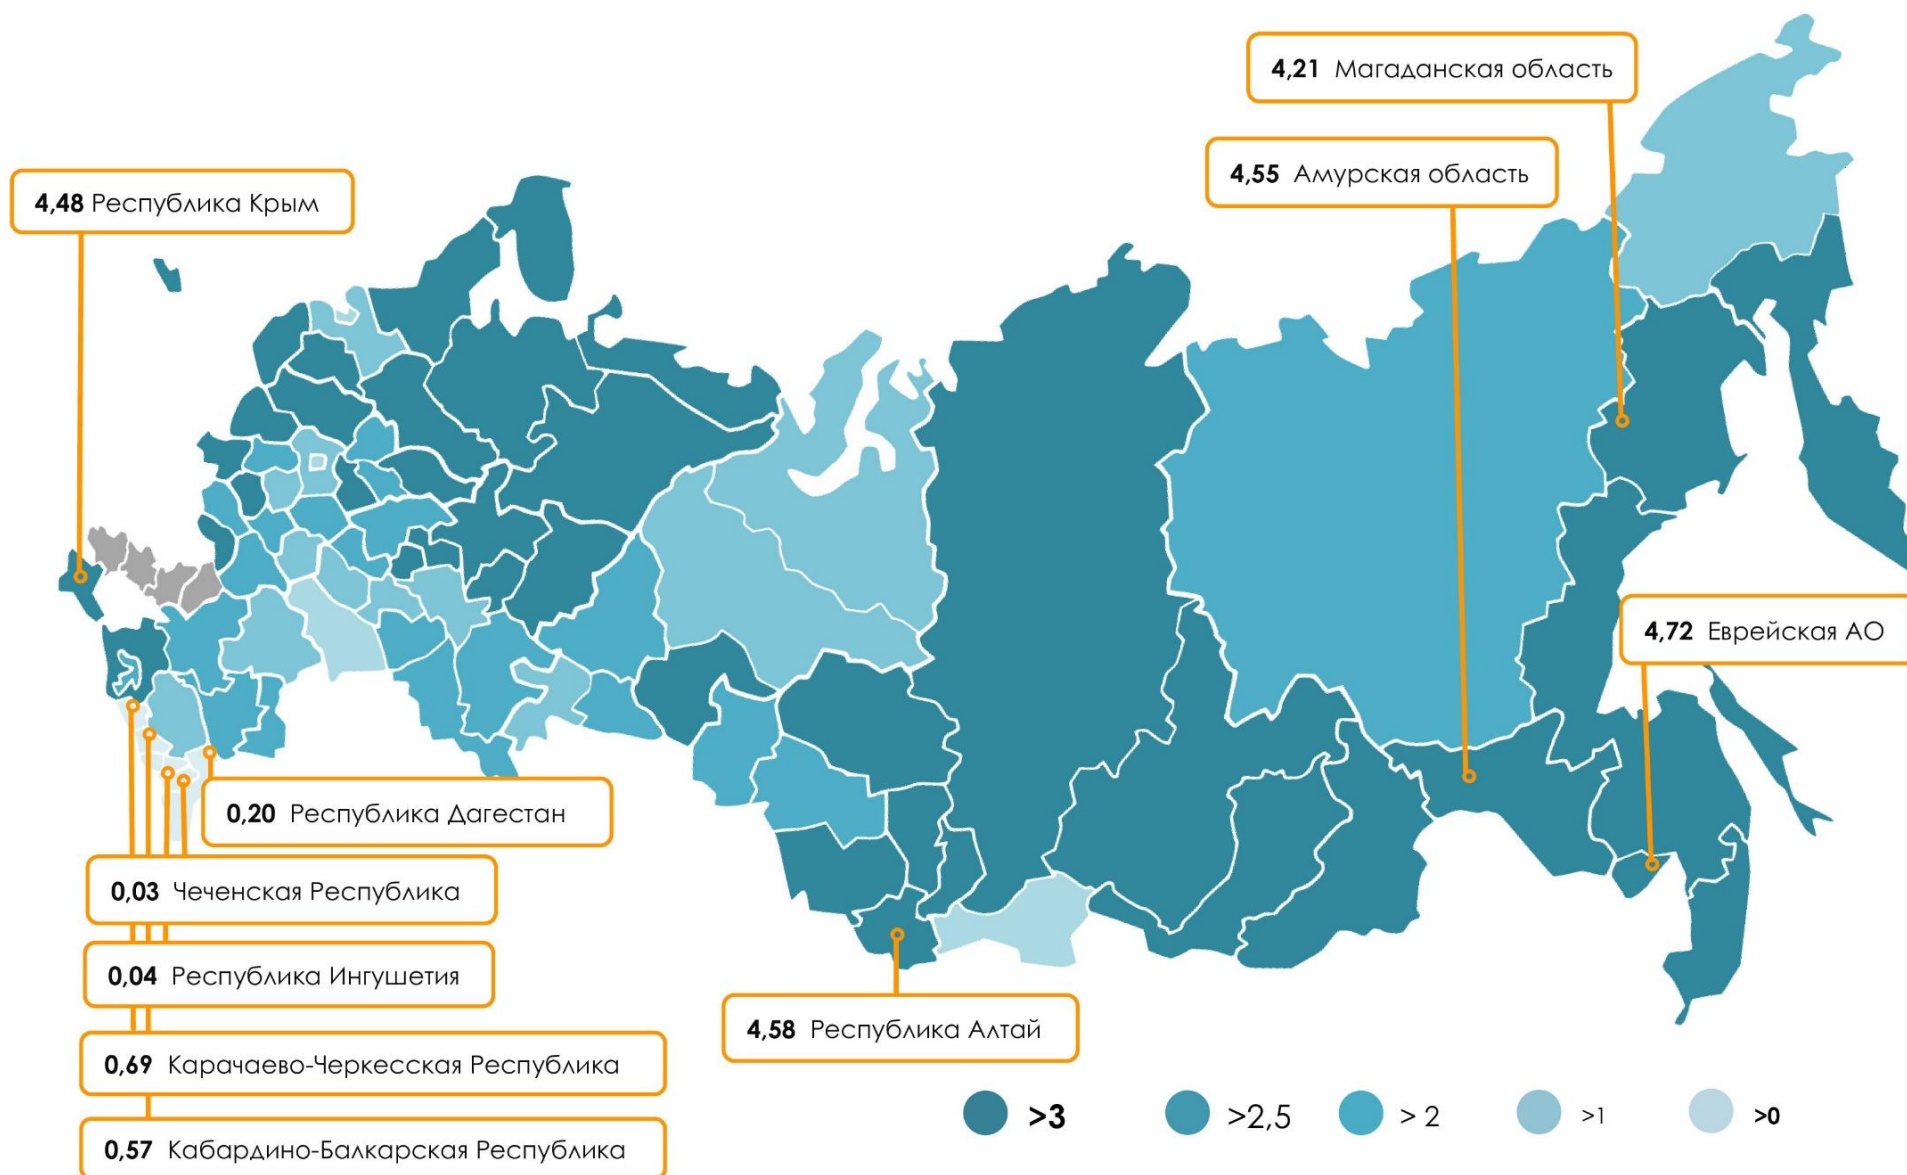 4,21 Магаданская область
4,55 Амурская область
4,48 Республика Крым
4,72 Еврейская АО
0,20 Республика Дагестан
0,03 Чеченская Республика
0,04 Республика Ингушетия
4,58 Республика Алтай
0,69 Карачаево-Черкесская Республика
0,57 Кабардино-Балкарская Республика
>3 >2,5 > 2 >1 >0